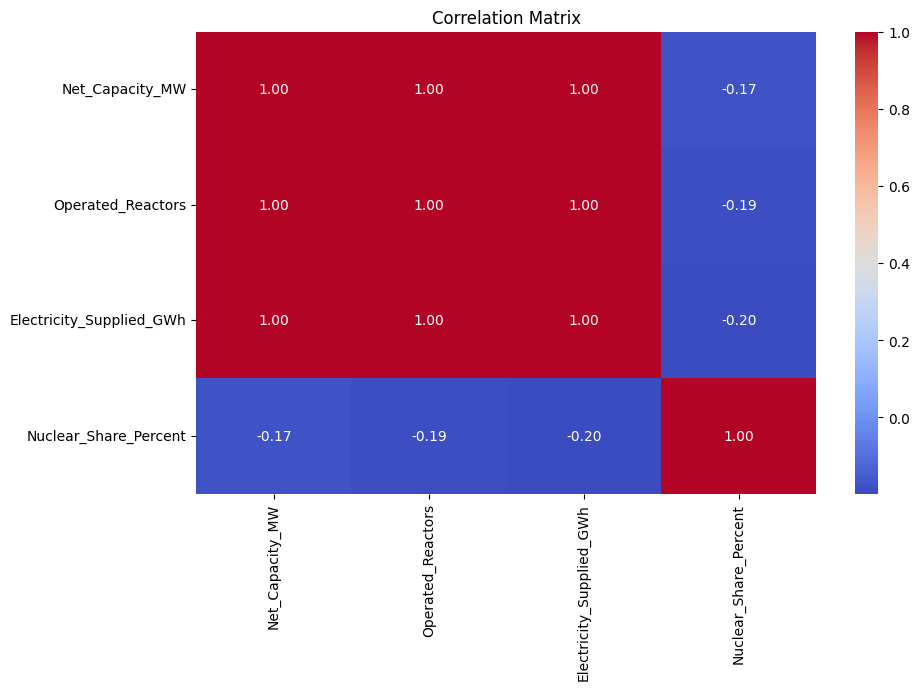 Correlation Matrix
Net_Capacity_MW 1.00 1.00 1.00 -0.17
Operated_Reactors 1.00 1.00 1.00 -0.19
Electricity_Supplied_GWh 1.00 1.00 1.00 -0.20
Nuclear_Share_Percent -0.17 -0.19 -0.20 1.00
Net_Capacity_MW
Operated_Reactors
Electricity_Supplied_GWh
Nuclear_Share_Percent
1.0
0.8
0.6
0.4
0.2
0.0